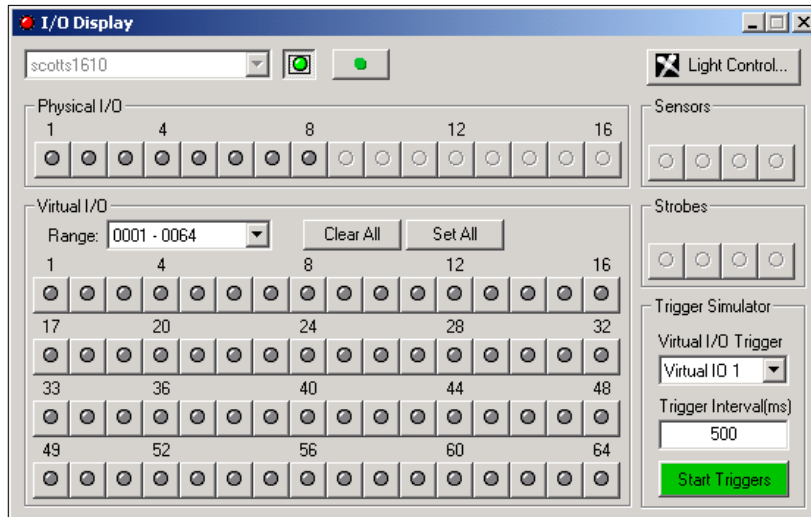 I/O Display
scotts1610
Light Control...
Physical I/O
1 4 8 12 16
Sensors
Virtual I/O
Range: 0001 - 0064 Clear All Set All
1 4 8 12 16
17 20 24 28 32
33 36 40 44 48
49 52 56 60 64
Strobes
Trigger Simulator
Virtual I/O Trigger
Virtual IO 1
Trigger Interval(ms)
500
Start Triggers